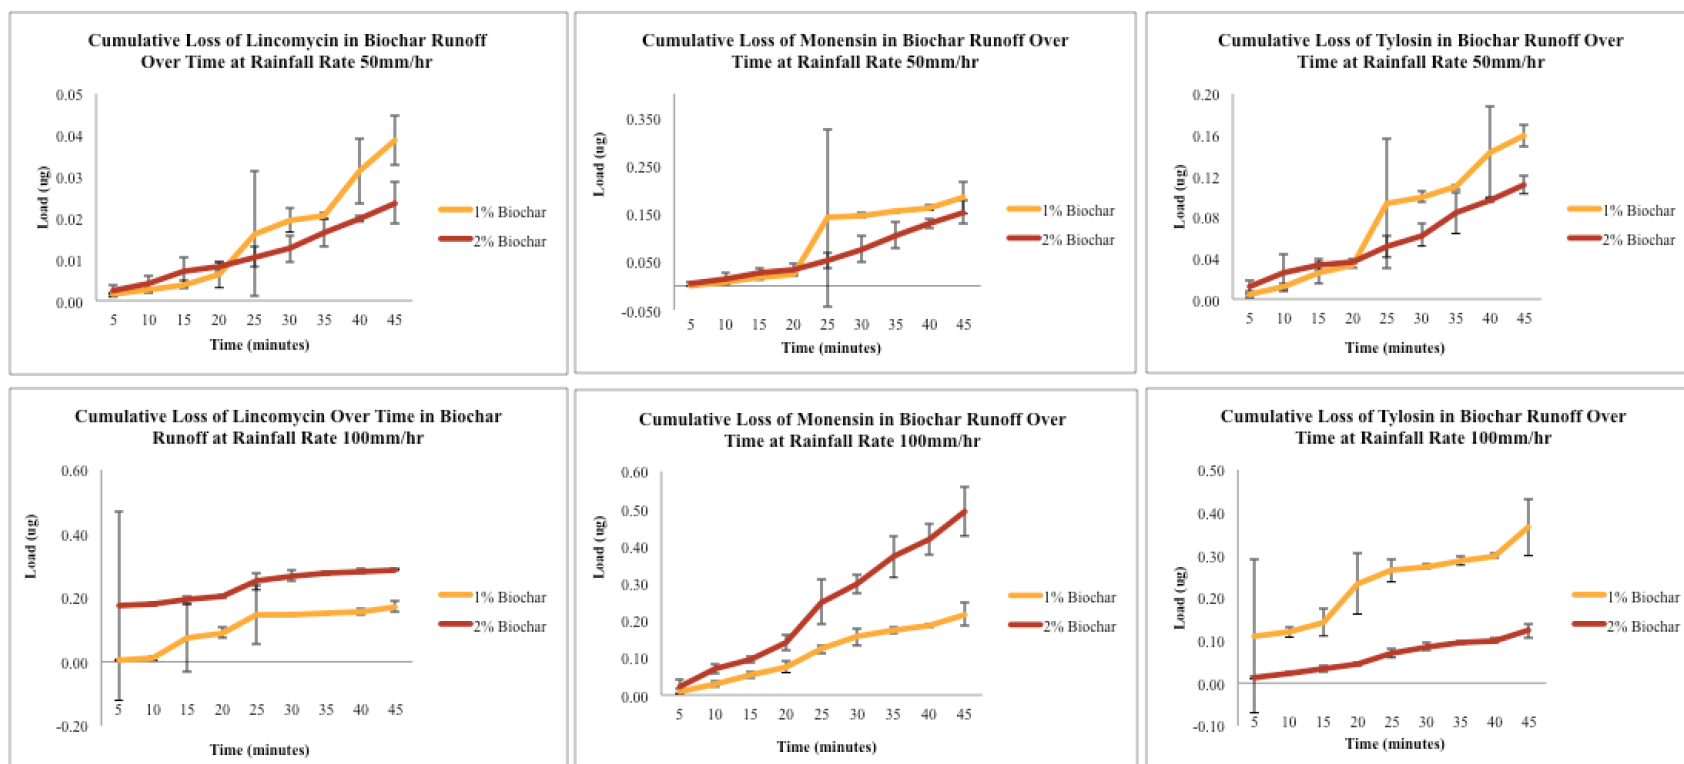 Cumulative Loss of Lincomycin in Biochar Runoff
Over Time at Rainfall Rate 50mm/hr
Load (ug)
0.05
0.04
0.03
0.02
0.01
0.00
5 10 15 20 25 30 35 40 45
Time (minutes)
1% Biochar
2% Biochar
Cumulative Loss of Monensin in Biochar Runoff Over
Time at Rainfall Rate 50mm/hr
Load (ug)
0.350
0.250
0.150
0.050
-0.050
5 10 15 20 25 30 35 40 45
Time (minutes)
1% Biochar
2% Biochar
Cumulative Loss of Tylosin in Biochar Runoff Over
Time at Rainfall Rate 50mm/hr
Load (ug)
0.20
0.16
0.12
0.08
0.04
0.00
5 10 15 20 25 30 35 40 45
Time (minutes)
1% Biochar
2% Biochar
Cumulative Loss of Lincomycin Over Time in Biochar
Runoff at Rainfall Rate 100mm/hr
Load (ug)
0.60
0.40
0.20
0.00
-0.20
5 10 15 20 25 30 35 40 45
Time (minutes)
1% Biochar
2% Biochar
Cumulative Loss of Monensin in Biochar Runoff Over
Time at Rainfall Rate 100mm/hr
Load (ug)
0.60
0.50
0.40
0.30
0.20
0.10
0.00
5 10 15 20 25 30 35 40 45
Time (minutes)
1% Biochar
2% Biochar
Cumulative Loss of Tylosin in Biochar Runoff Over
Time at Rainfall Rate 100mm/hr
Load (ug)
0.50
0.40
0.30
0.20
0.10
0.00
-0.10
5 10 15 20 25 30 35 40 45
Time (minutes)
1% Biochar
2% Biochar